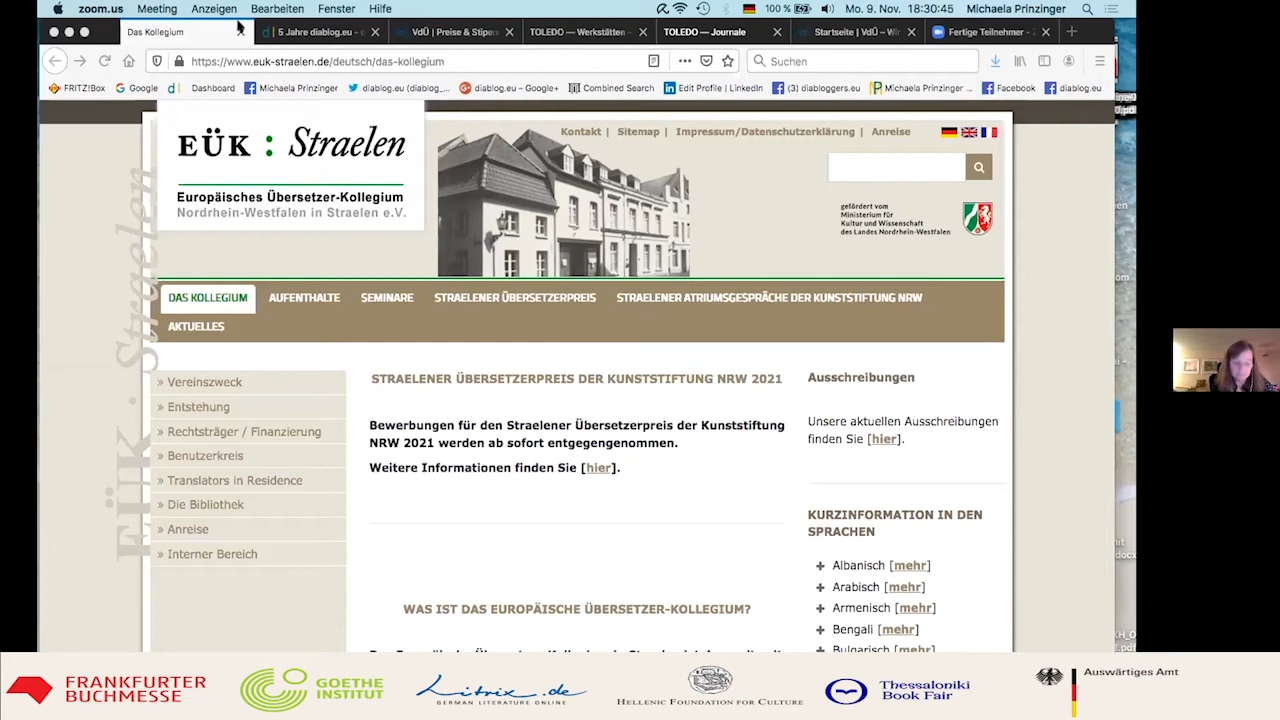 zoom.us Meeting Anzeigen Bearbeiten Fenster Hilfe 100 % Mo. 9. Nov. 18:30:45 Michaela Prinzinger
Das Kollegium
5 Jahre diablog.eu - e
VdÜ | Preise & Stipen
TOLEDO — Werkstätten -
TOLEDO — Journale
Startseite | VdÜ – Wir
Fertige Teilnehmer -
https://www.euk-straelen.de/deutsch/das-kollegium
Suchen
FRITZ!Box Google Dashboard Michaela Prinzinger diablog.eu (diablog_... diablog.eu – Google+ Combined Search Edit Profile | LinkedIn (3) diabloggers.eu Michaela Prinzinger ... Facebook diablog.eu
EÜK : Straelen
Europäisches Übersetzer-Kollegium
Nordrhein-Westfalen in Straelen e.V.
Kontakt | Sitemap | Impressum/Datenschutzerklärung | Anreise
gefördert vom
Ministerium für
Kultur und Wissenschaft
des Landes Nordrhein-Westfalen
EÜK : Straelen
DAS KOLLEGIUM AUFENTHALTE SEMINARE STRAELENER ÜBERSETZERPREIS STRAELENER ATRIUMSGESPRÄCHE DER KUNSTSTIFTUNG NRW
AKTUELLES
» Vereinszweck
» Entstehung
» Rechtsträger / Finanzierung
» Benutzerkreis
» Translators in Residence
» Die Bibliothek
» Anreise
» Interner Bereich
STRAELENER ÜBERSETZERPREIS DER KUNSTSTIFTUNG NRW 2021
Bewerbungen für den Straelener Übersetzerpreis der Kunststiftung
NRW 2021 werden ab sofort entgegengenommen.
Weitere Informationen finden Sie [hier].
WAS IST DAS EUROPÄISCHE ÜBERSETZER-KOLLEGIUM?
Ausschreibungen
Unsere aktuellen Ausschreibungen
finden Sie [hier].
KURZINFORMATION IN DEN
SPRACHEN
Albanisch [mehr]
Arabisch [mehr]
Armenisch [mehr]
Bengali [mehr]
Bulgarisch [mehr]
FRANKFURTER
BUCHMESSE
GOETHE
INSTITUT
Litrix.de
GERMAN LITERATURE ONLINE
HELLENIC FOUNDATION FOR CULTURE
Thessaloniki
Book Fair
Auswärtiges Amt